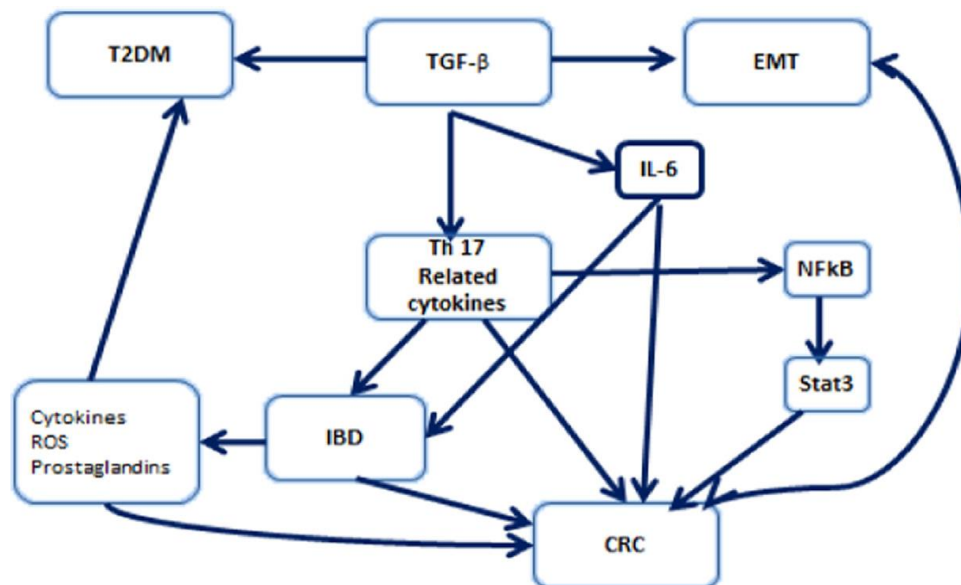 T2DM
TGF-β
EMT
IL-6
Th 17
Related
cytokines
NFkB
Stat3
Cytokines
ROS
Prostaglandins
IBD
CRC